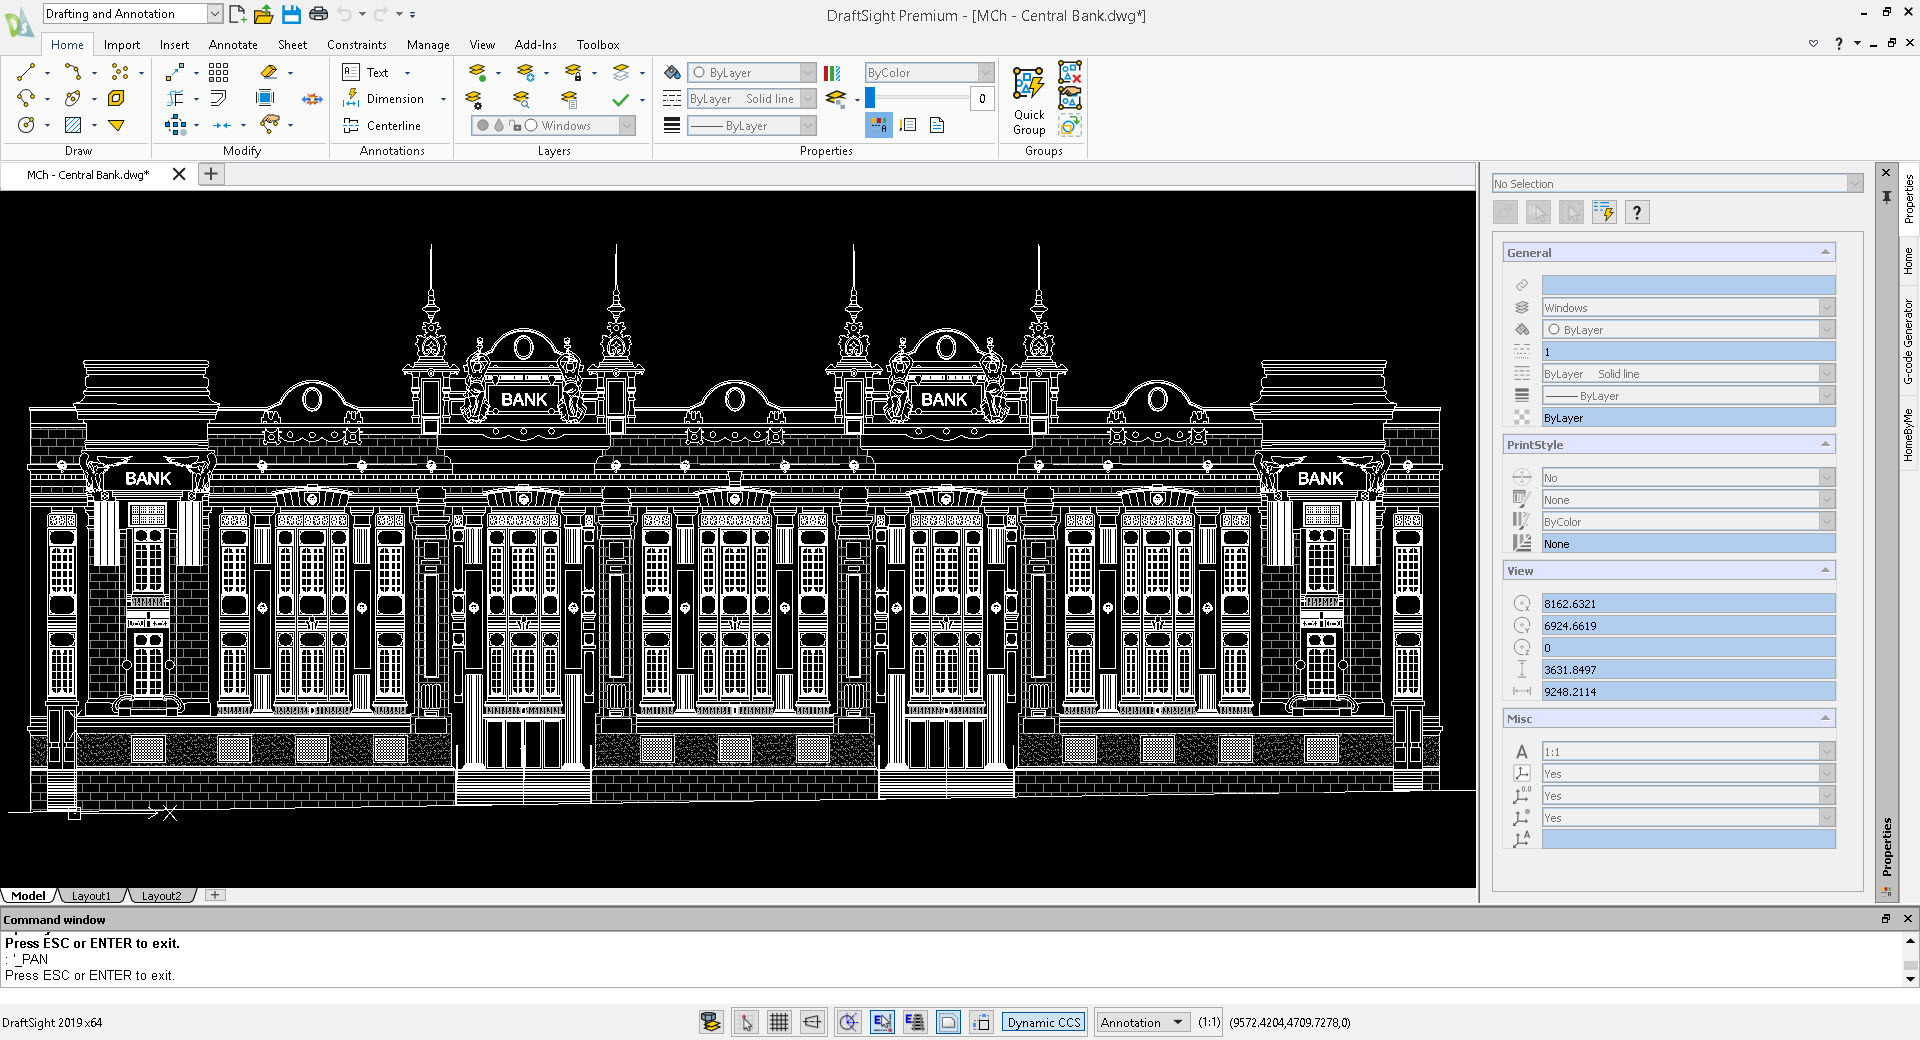 Drafting and Annotation
DraftSight Premium - [MCh - Central Bank.dwg*]
Home Import Insert Annotate Sheet Constraints Manage View Add-Ins Toolbox
?
Text
Dimension
Centerline
Windows
ByLayer
ByLayer Solid line
ByLayer
ByColor
0
Quick
Group
Draw Modify Annotations Layers Properties Groups
MCh - Central Bank.dwg*
BANK
BANK
BANK
BANK
X
Model Layout1 Layout2
No Selection
?
General
Windows
ByLayer
1
ByLayer Solid line
ByLayer
ByLayer
PrintStyle
No
None
ByColor
None
View
8162.6321
6924.6619
0
3631.8497
9248.2114
Misc
1:1
Yes
Yes
Yes
Properties
Properties
Home
G-code Generator
HomeByMe
Command window
Press ESC or ENTER to exit.
: '_PAN
Press ESC or ENTER to exit.
DraftSight 2019 x64
Dynamic CCS
Annotation
(1:1)
(9572.4204,4709.7278,0)